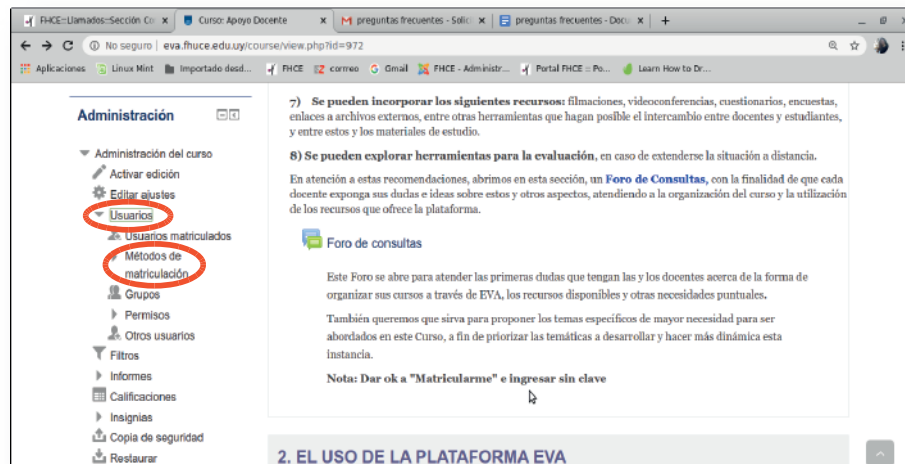 FHCE::Llamados::Sección Co x
Curso: Apoyo Docente x
preguntas frecuentes - Solic x
preguntas frecuentes - Docu x
No seguro | eva.fhuce.edu.uy/course/view.php?id=972
Aplicaciones Linux Mint Importado desd... FHCE correo Gmail FHCE - Administr... Portal FHCE :: Po... Learn How to Dr...
Administración
Administración del curso
Activar edición
Editar ajustes
Usuarios
Usuarios matriculados
Métodos de
matriculación
Grupos
Permisos
Otros usuarios
Filtros
Informes
Calificaciones
Insignias
Copia de seguridad
Restaurar
7) Se pueden incorporar los siguientes recursos: filmaciones, videoconferencias, cuestionarios, encuestas,
enlaces a archivos externos, entre otras herramientas que hagan posible el intercambio entre docentes y estudiantes,
y entre estos y los materiales de estudio.
8) Se pueden explorar herramientas para la evaluación, en caso de extenderse la situación a distancia.
En atención a estas recomendaciones, abrimos en esta sección, un Foro de Consultas, con la finalidad de que cada
docente exponga sus dudas e ideas sobre estos y otros aspectos, atendiendo a la organización del curso y la utilización
de los recursos que ofrece la plataforma.
Foro de consultas
Este Foro se abre para atender las primeras dudas que tengan las y los docentes acerca de la forma de
organizar sus cursos a través de EVA, los recursos disponibles y otras necesidades puntuales.
También queremos que sirva para proponer los temas específicos de mayor necesidad para ser
abordados en este Curso, a fin de priorizar las temáticas a desarrollar y hacer más dinámica esta
instancia.
Nota: Dar ok a "Matricularme" e ingresar sin clave
2. EL USO DE LA PLATAFORMA EVA